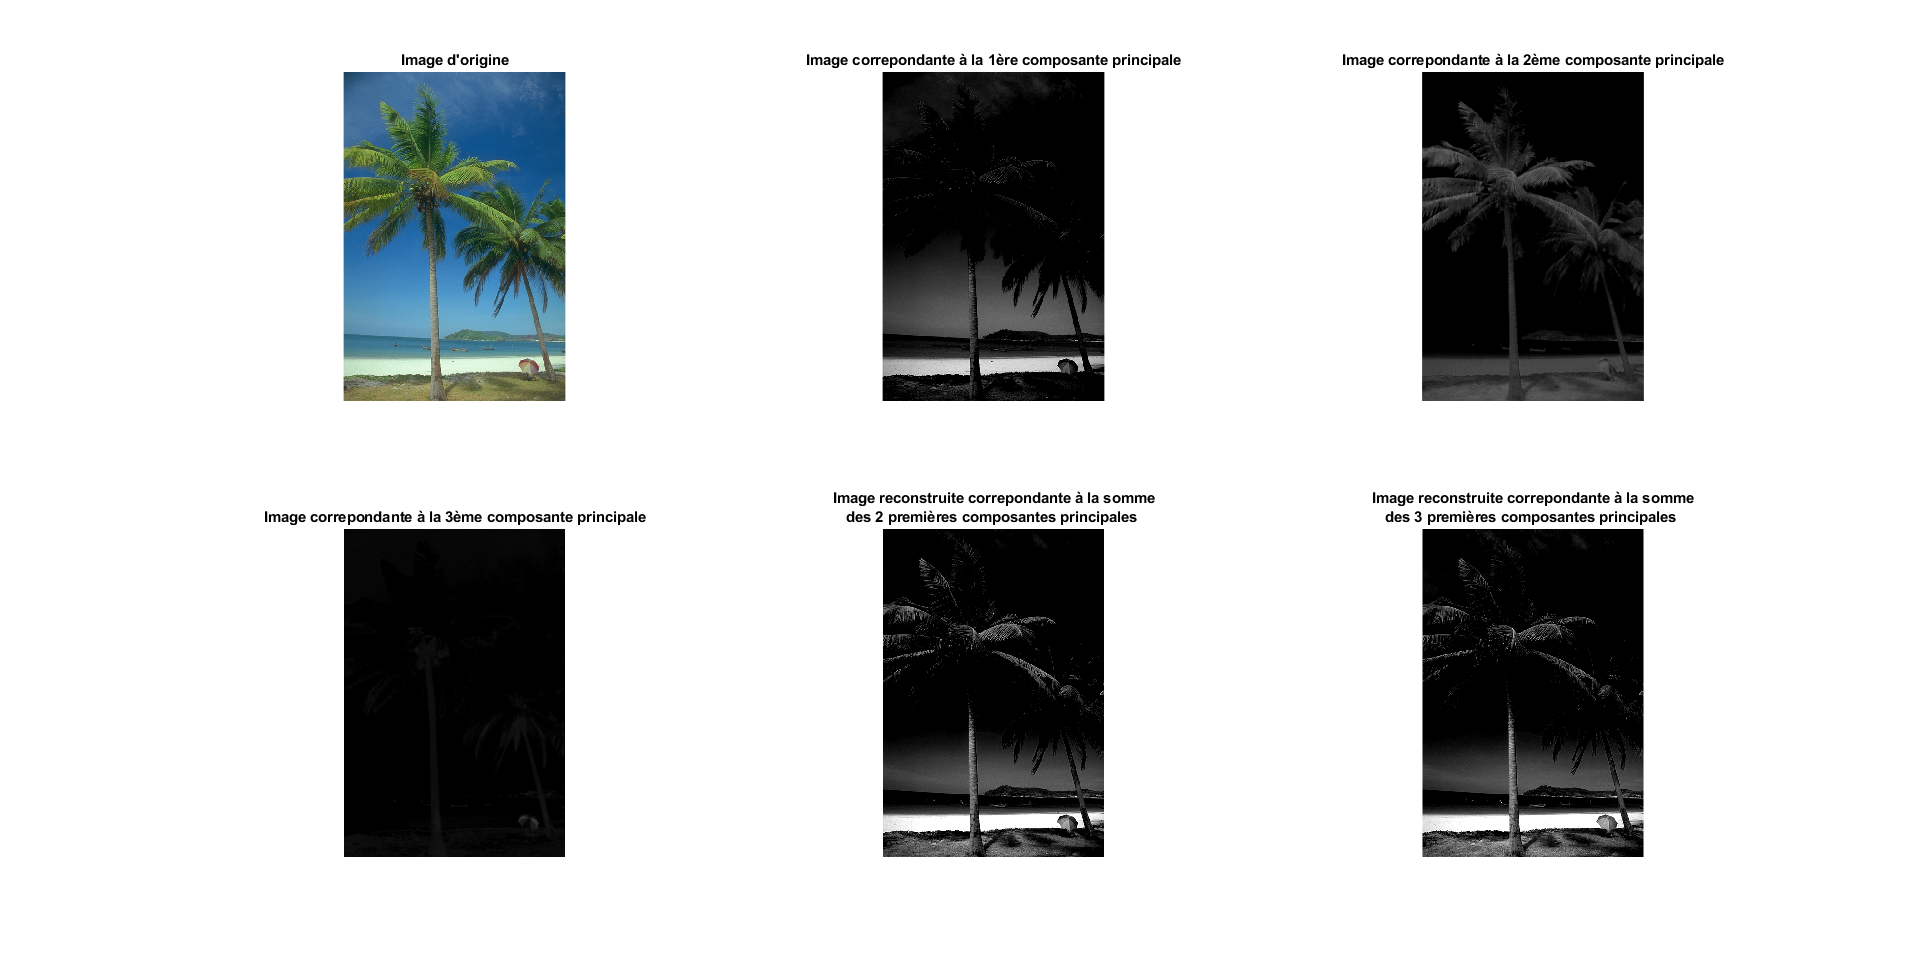 Image d'origine
Image correpondante à la 1ère composante principale
Image correpondante à la 2ème composante principale
Image correpondante à la 3ème composante principale
Image reconstruite correpondante à la somme
des 2 premières composantes principales
Image reconstruite correpondante à la somme
des 3 premières composantes principales